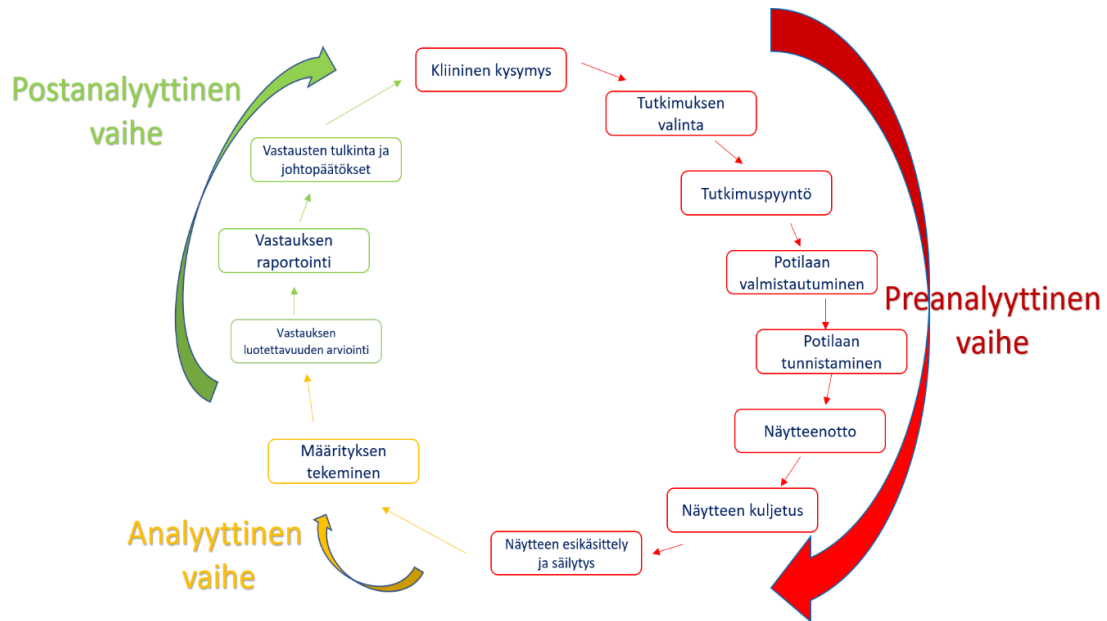 Kliininen kysymys
Tutkimuksen
valinta
Tutkimuspyyntö
Potilaan
valmistautuminen
Potilaan
tunnistaminen
Näytteenotto
Näytteen kuljetus
Näytteen esikäsittely
ja säilytys
Preanalyyttinen
vaihe
Määrityksen
tekeminen
Analyyttinen
vaihe
Vastauksen
luotettavuuden arviointi
Vastauksen
raportointi
Vastausten tulkinta ja
johtopäätökset
Postanalyyttinen
vaihe